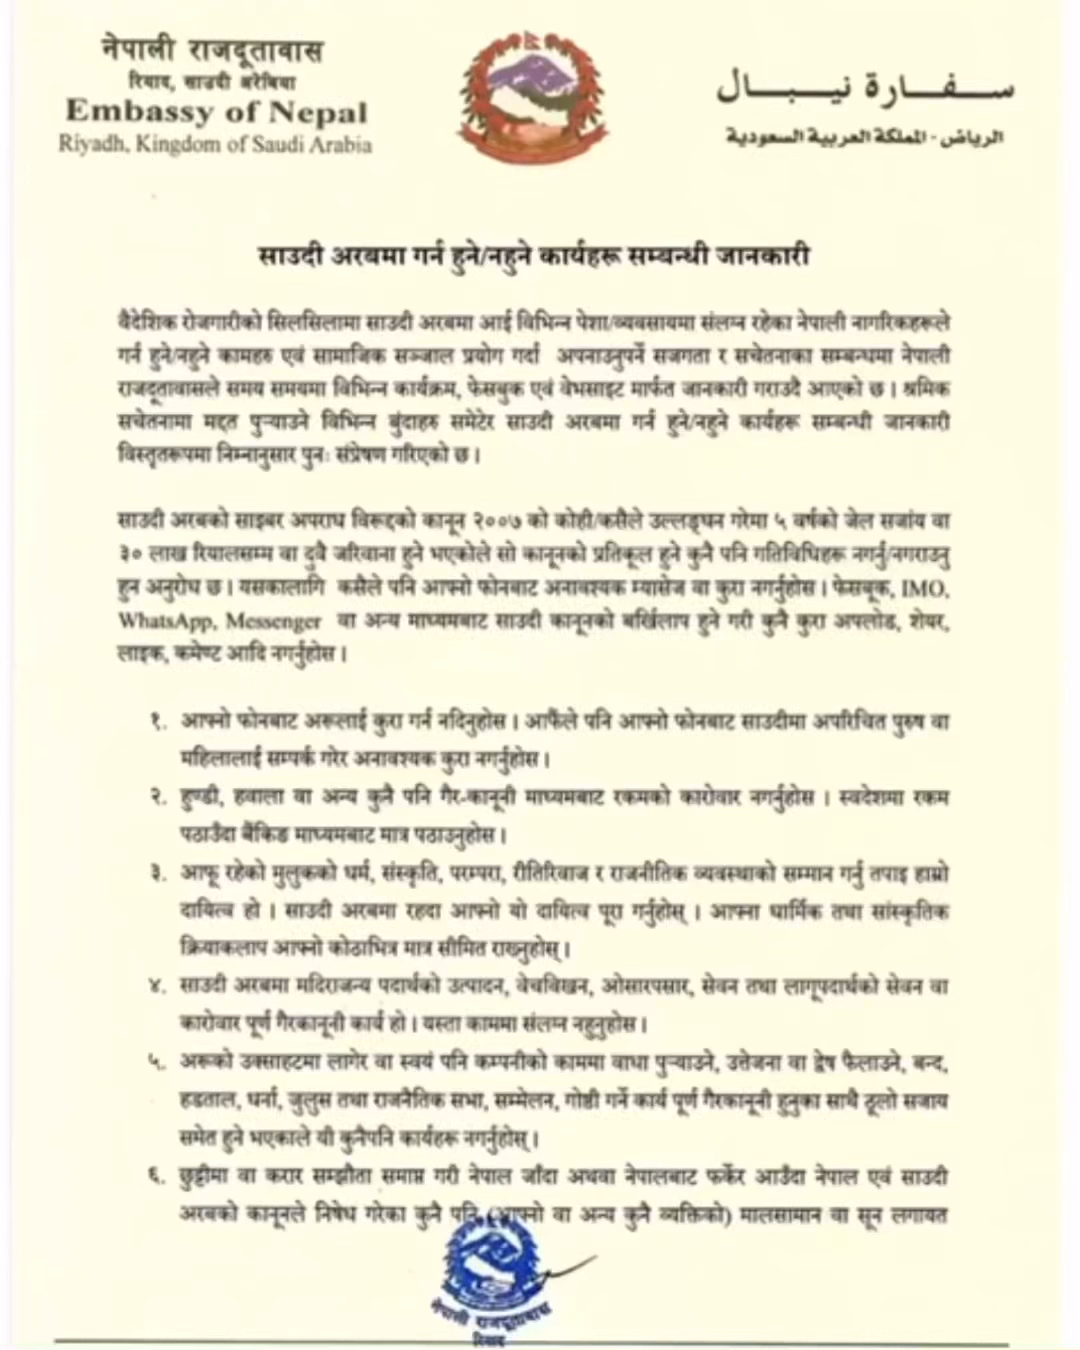 नेपाली राजदूतावास
रियाद, साउदी अरेबिया
Embassy of Nepal
Riyadh, Kingdom of Saudi Arabia
ســفــارة نـيـبــال
الرياض - المملكة العربية السعودية
साउदी अरबमा गर्न हुने/नहुने कार्यहरू सम्बन्धी जानकारी
वैदेशिक रोजगारीको सिलसिलामा साउदी अरबमा आई विभिन्न पेशा/व्यवसायमा संलग्न रहेका नेपाली नागरिकहरूले
गर्न हुने/नहुने कामहरु एवं सामाजिक सञ्जाल प्रयोग गर्दा अपनाउनुपर्ने सजगता र सचेतनाका सम्बन्धमा नेपाली
राजदूतावासले समय समयमा विभिन्न कार्यक्रम, फेसबुक एवं वेभसाइट मार्फत जानकारी गराउदै आएको छ । श्रमिक
सचेतनामा मद्दत पुऱ्याउने विभिन्न बुंदाहरु समेटेर साउदी अरबमा गर्न हुने/नहुने कार्यहरू सम्बन्धी जानकारी
विस्तृतरूपमा निम्नानुसार पुनः संप्रेषण गरिएको छ ।
साउदी अरबको साइबर अपराध विरूद्दको कानून २००७ को कोही/कसैले उल्लङ्घन गरेमा ५ वर्षको जेल सजांय वा
३० लाख रियालसम्म वा दुवै जरिवाना हुने भएकोले सो कानूनको प्रतिकूल हुने कुनै पनि गतिविधिहरू नगर्नु/नगराउनु
हुन अनुरोध छ । यसकालागि कसैले पनि आफ्नो फोनबाट अनावश्यक म्यासेज वा कुरा नगर्नुहोस । फेसबूक, IMO,
WhatsApp, Messenger वा अन्य माध्यमबाट साउदी कानूनको बर्खिलाप हुने गरी कुनै कुरा अपलोड, शेयर,
लाइक, कमेण्ट आदि नगर्नुहोस ।
१. आफ्नो फोनबाट अरूलाई कुरा गर्न नदिनुहोस । आफैंले पनि आफ्नो फोनबाट साउदीमा अपरिचित पुरुष वा
महिलालाई सम्पर्क गरेर अनावश्यक कुरा नगर्नुहोस ।
२. हुण्डी, हवाला वा अन्य कुनै पनि गैर-कानूनी माध्यमबाट रकमको कारोवार नगर्नुहोस । स्वदेशमा रकम
पठाउँदा बैंकिङ माध्यमबाट मात्र पठाउनुहोस ।
३. आफू रहेको मुलुकको धर्म, संस्कृति, परम्परा, रीतिरिवाज र राजनीतिक व्यवस्थाको सम्मान गर्नु तपाइ हाम्रो
दायित्व हो । साउदी अरबमा रहदा आफ्नो यो दायित्व पूरा गर्नुहोस् । आफ्ना धार्मिक तथा सांस्कृतिक
क्रियाकलाप आफ्नो कोठाभित्र मात्र सीमित राख्नुहोस् ।
४. साउदी अरबमा मदिराजन्य पदार्थको उत्पादन, वेचविखन, ओसारपसार, सेवन तथा लागूपदार्थको सेवन वा
कारोवार पूर्ण गैरकानूनी कार्य हो । यस्ता काममा संलग्न नहुनुहोस ।
५. अरूको उक्साहटमा लागेर वा स्वयं पनि कम्पनीको काममा वाधा पुऱ्याउने, उत्तेजना वा द्वेष फैलाउने, बन्द,
हडताल, धर्ना, जुलुस तथा राजनैतिक सभा, सम्मेलन, गोष्ठी गर्ने कार्य पूर्ण गैरकानूनी हुनुका साथै ठूलो सजाय
समेत हुने भएकाले यी कुनैपनि कार्यहरू नगर्नुहोस् ।
६. छुट्टीमा वा करार सम्झौता समाप्त गरी नेपाल जाँदा अथवा नेपालबाट फर्केर आउँदा नेपाल एवं साउदी
अरबको कानूनले निषेध गरेका कुनै पनि (आफ्नो वा अन्य कुनै व्यक्तिको) मालसामान वा सून लगायत
नेपाली राजदूतावास
रियाद